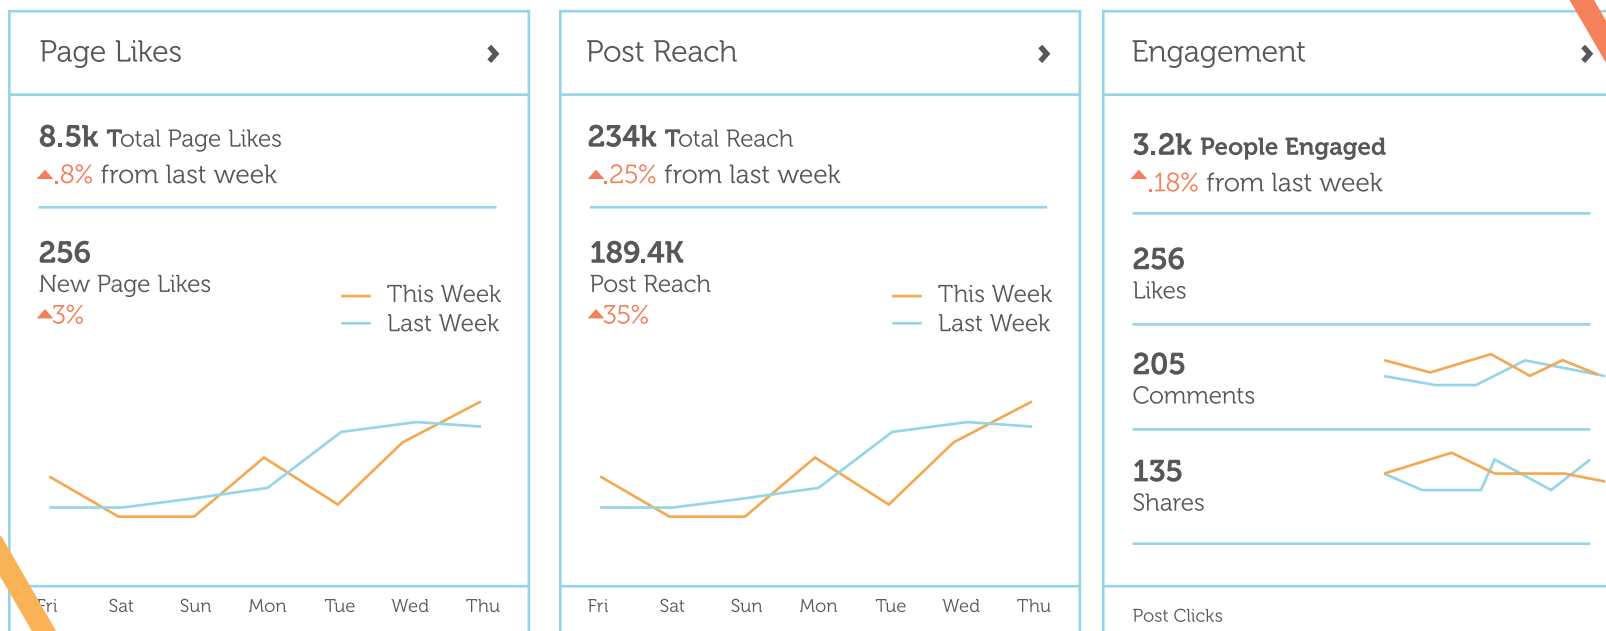 Page Likes
8.5k Total Page Likes
.8% from last week
256
New Page Likes
3%
This Week
Last Week
Fri Sat Sun Mon Tue Wed Thu
Post Reach
234k Total Reach
.25% from last week
189.4K
Post Reach
35%
This Week
Last Week
Fri Sat Sun Mon Tue Wed Thu
Engagement
3.2k People Engaged
.18% from last week
256
Likes
205
Comments
135
Shares
Post Clicks